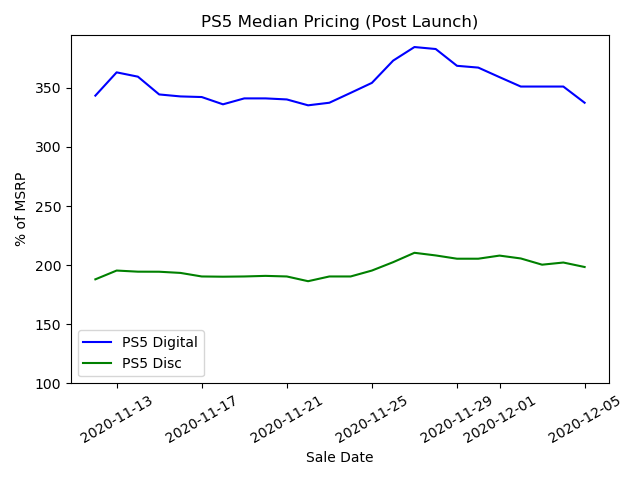 PS5 Median Pricing (Post Launch)
% of MSRP
350
300
250
200
150
100
PS5 Digital
PS5 Disc
2020-11-13
2020-11-17
2020-11-21
2020-11-25
2020-11-29
2020-12-01
2020-12-05
Sale Date